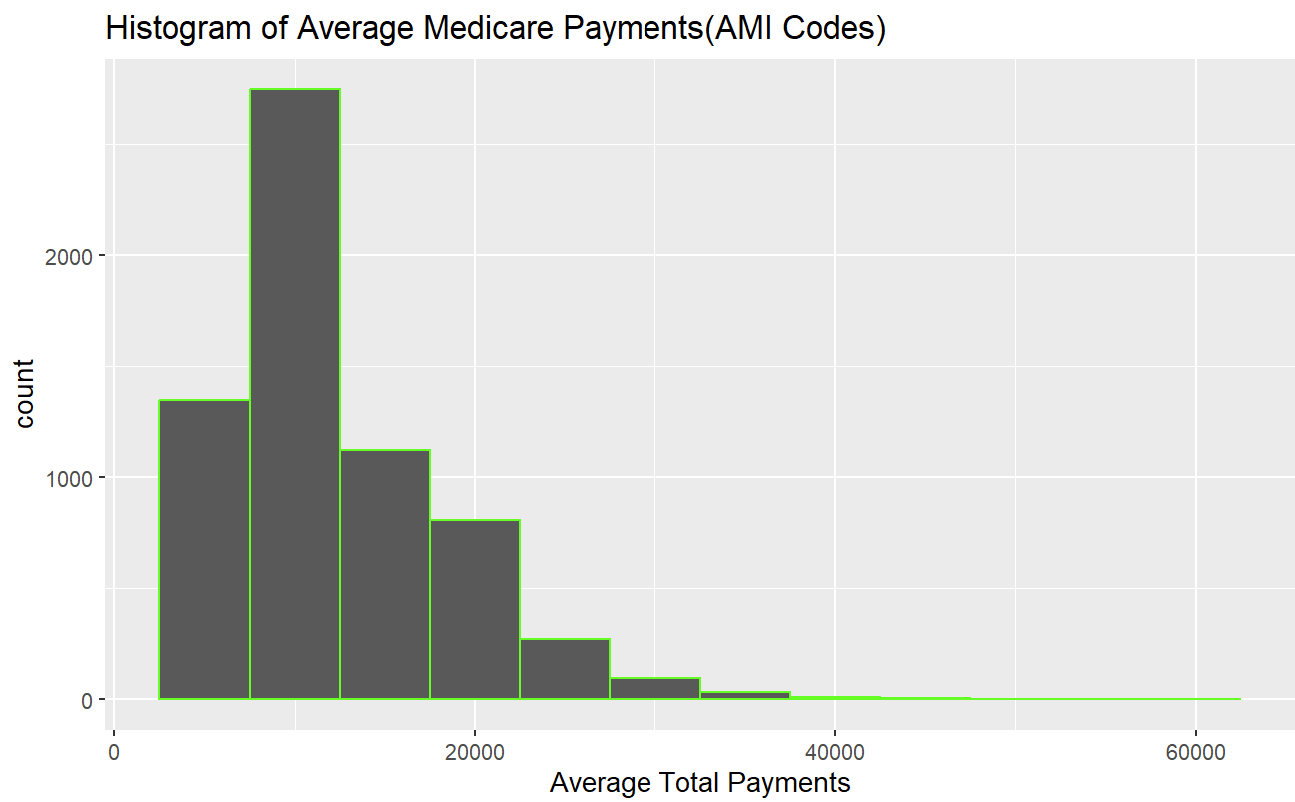 Histogram of Average Medicare Payments(AMI Codes)
count
2000
1000
0
0 20000 40000 60000
Average Total Payments